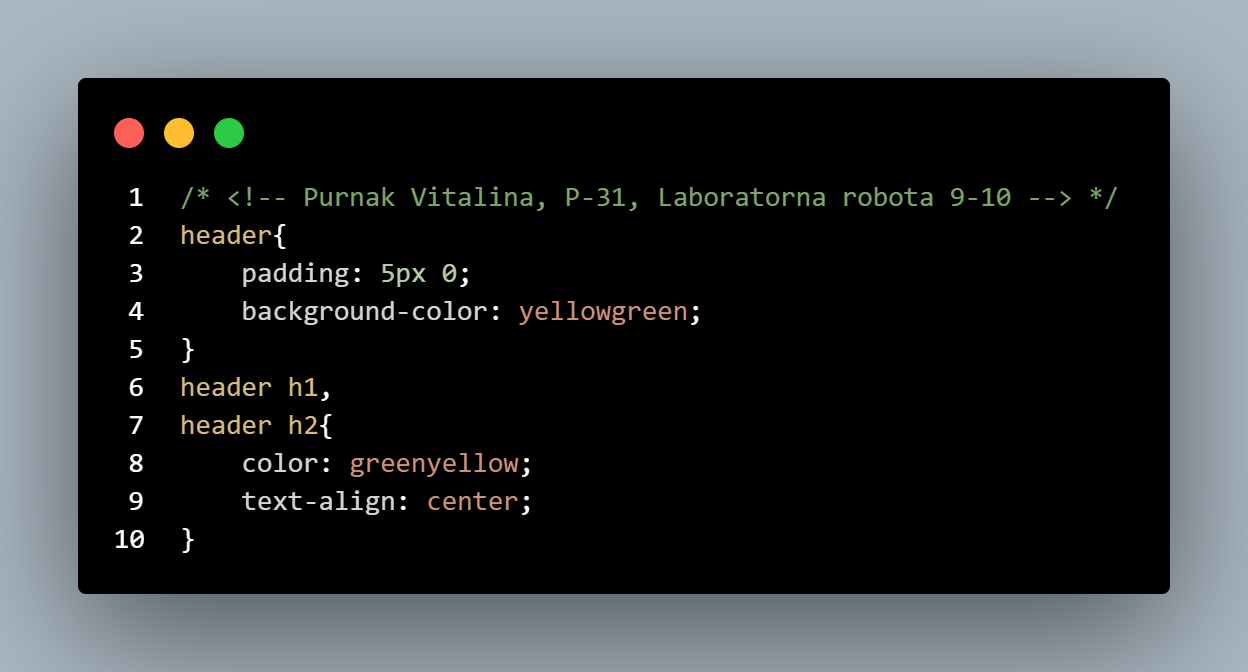 1 /* <!-- Purnak Vitalina, P-31, Laboratorna robota 9-10 --> */
2 header{
3     padding: 5px 0;
4     background-color: yellowgreen;
5 }
6 header h1,
7 header h2{
8     color: greenyellow;
9     text-align: center;
10 }